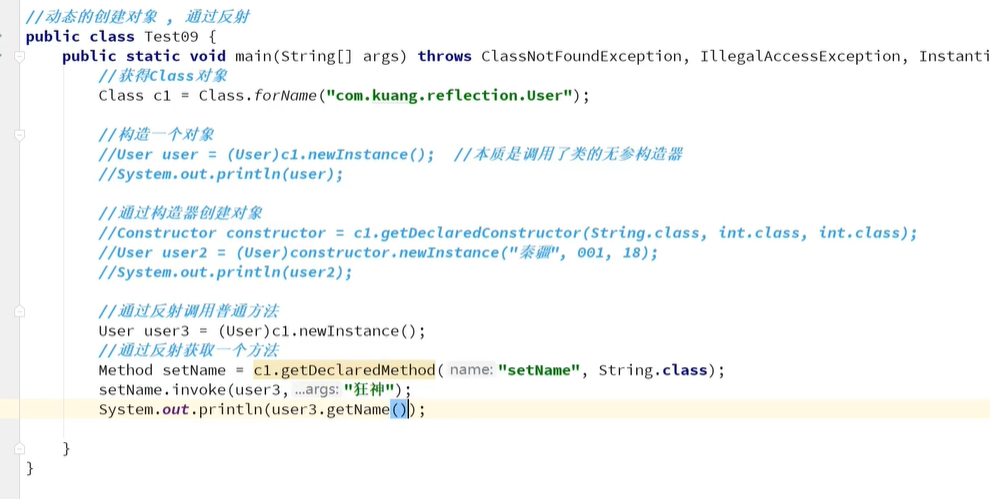 //动态的创建对象 ，通过反射
public class Test09 {
public static void main(String[] args) throws ClassNotFoundException, IllegalAccessException, Instanti
//获得Class对象
Class c1 = Class.forName("com.kuang.reflection.User");
//构造一个对象
//User user = (User)c1.newInstance();  //本质是调用了类的无参构造器
//System.out.println(user);
//通过构造器创建对象
//Constructor constructor = c1.getDeclaredConstructor(String.class, int.class, int.class);
//User user2 = (User)constructor.newInstance("秦疆", 001, 18);
//System.out.println(user2);
//通过反射调用普通方法
User user3 = (User)c1.newInstance();
//通过反射获取一个方法
Method setName = c1.getDeclaredMethod( name: "setName", String.class);
setName.invoke(user3, ...args: "狂神");
System.out.println(user3.getName());
}
}